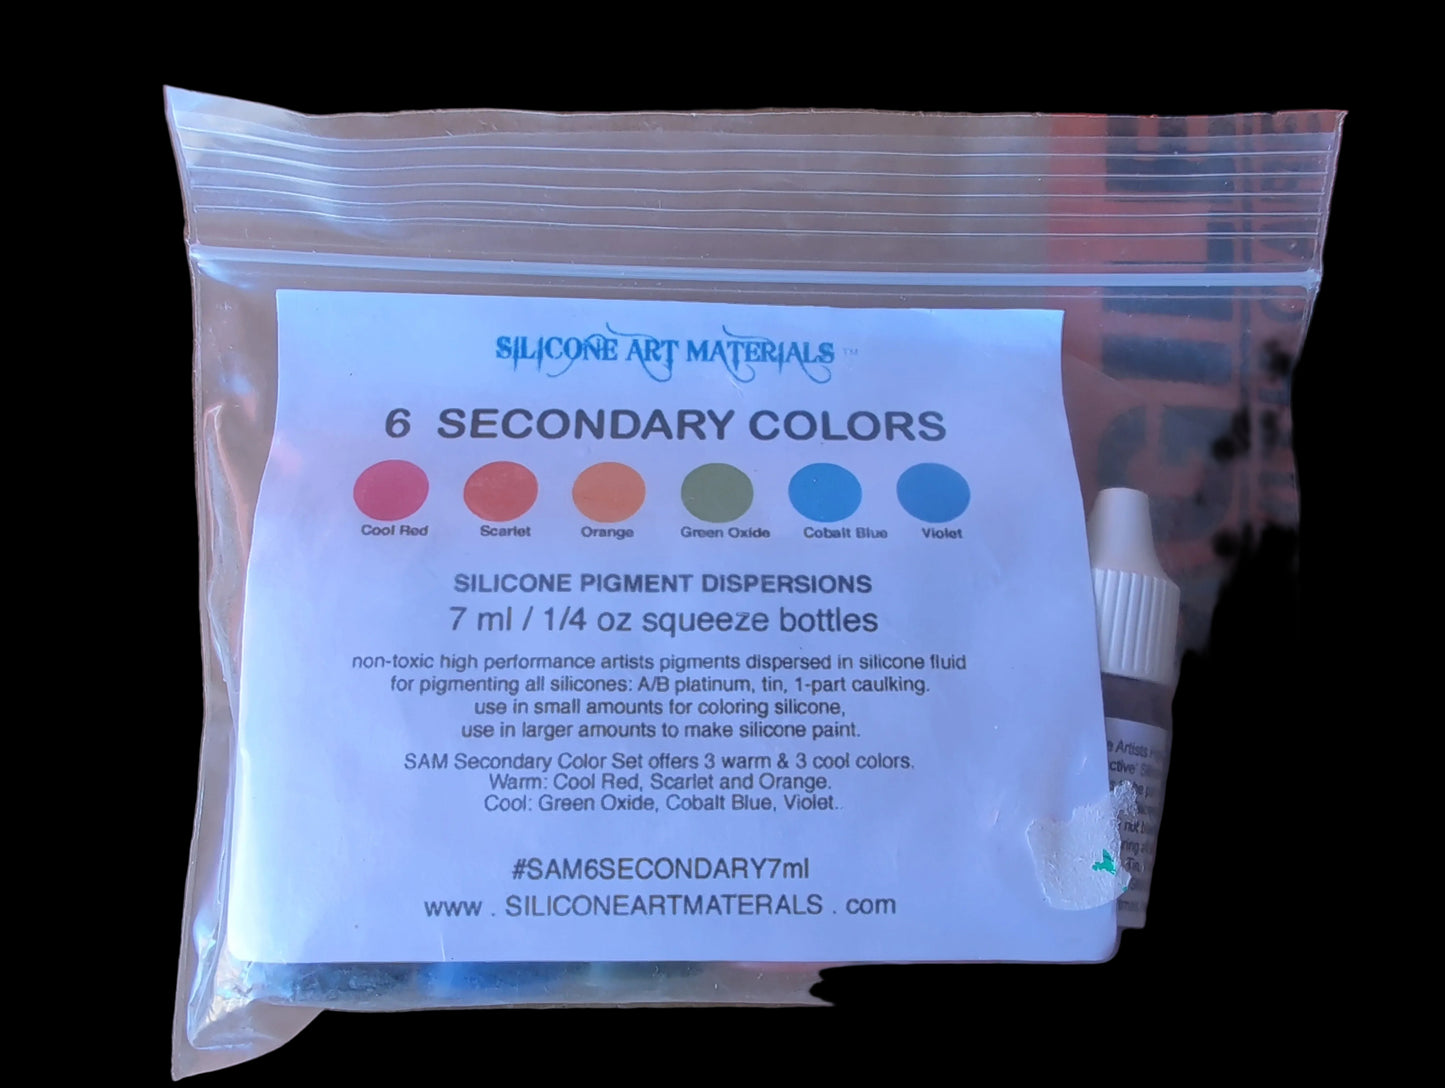 SILICONE ART MATERIALS ™
6 SECONDARY COLORS
Cool Red Scarlet Orange Green Oxide Cobalt Blue Violet
SILICONE PIGMENT DISPERSIONS
7 ml / 1/4 oz squeeze bottles
non-toxic high performance artists pigments dispersed in silicone fluid
for pigmenting all silicones: A/B platinum, tin, 1-part caulking.
use in small amounts for coloring silicone,
use in larger amounts to make silicone paint.
SAM Secondary Color Set offers 3 warm & 3 cool colors.
Warm: Cool Red, Scarlet and Orange.
Cool: Green Oxide, Cobalt Blue, Violet..
#SAM6SECONDARY7ml
www . SILICONEARTMATERALS . com
Artists